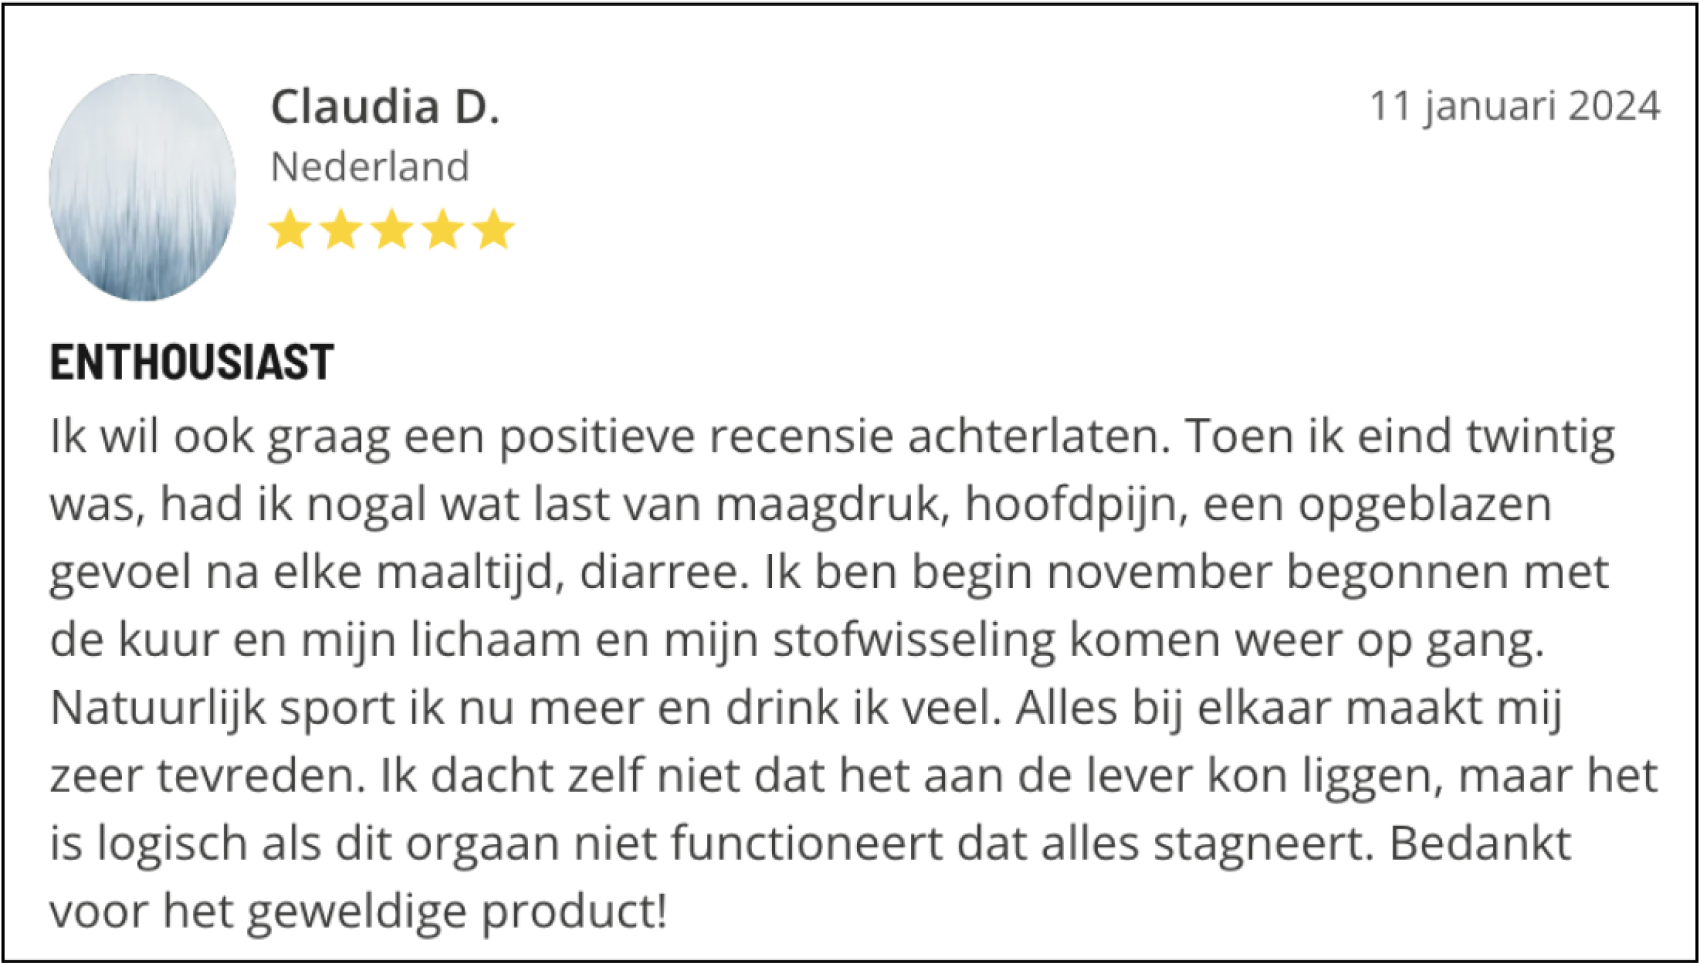 Claudia D.
11 januari 2024
Nederland
ENTHOUSIAST
Ik wil ook graag een positieve recensie achterlaten. Toen ik eind twintig
was, had ik nogal wat last van maagdruk, hoofdpijn, een opgeblazen
gevoel na elke maaltijd, diarree. Ik ben begin november begonnen met
de kuur en mijn lichaam en mijn stofwisseling komen weer op gang.
Natuurlijk sport ik nu meer en drink ik veel. Alles bij elkaar maakt mij
zeer tevreden. Ik dacht zelf niet dat het aan de lever kon liggen, maar het
is logisch als dit orgaan niet functioneert dat alles stagneert. Bedankt
voor het geweldige product!